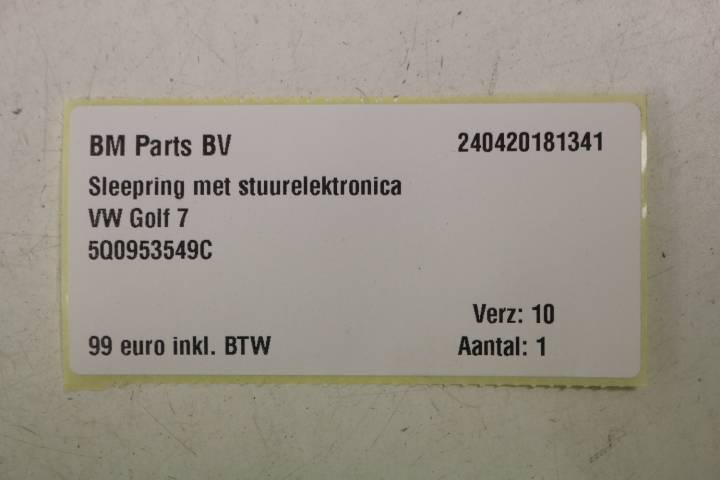 BM Parts BV 240420181341
Sleepring met stuurelektronica
VW Golf 7
5Q0953549C
Verz: 10
99 euro inkl. BTW Aantal: 1